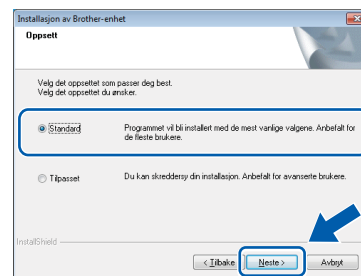 Installasjon av Brother-enhet
Oppsett
Velg det oppsettet som passer deg best.
Velg det oppsettet du ønsker.
Standard
Programmet vil bli installert med de mest vanlige valgene. Anbefalt for
de fleste brukere.
Tilpasset
Du kan skreddersy din installasjon. Anbefalt for avanserte brukere.
InstallShield
< Tilbake
Neste >
Avbryt